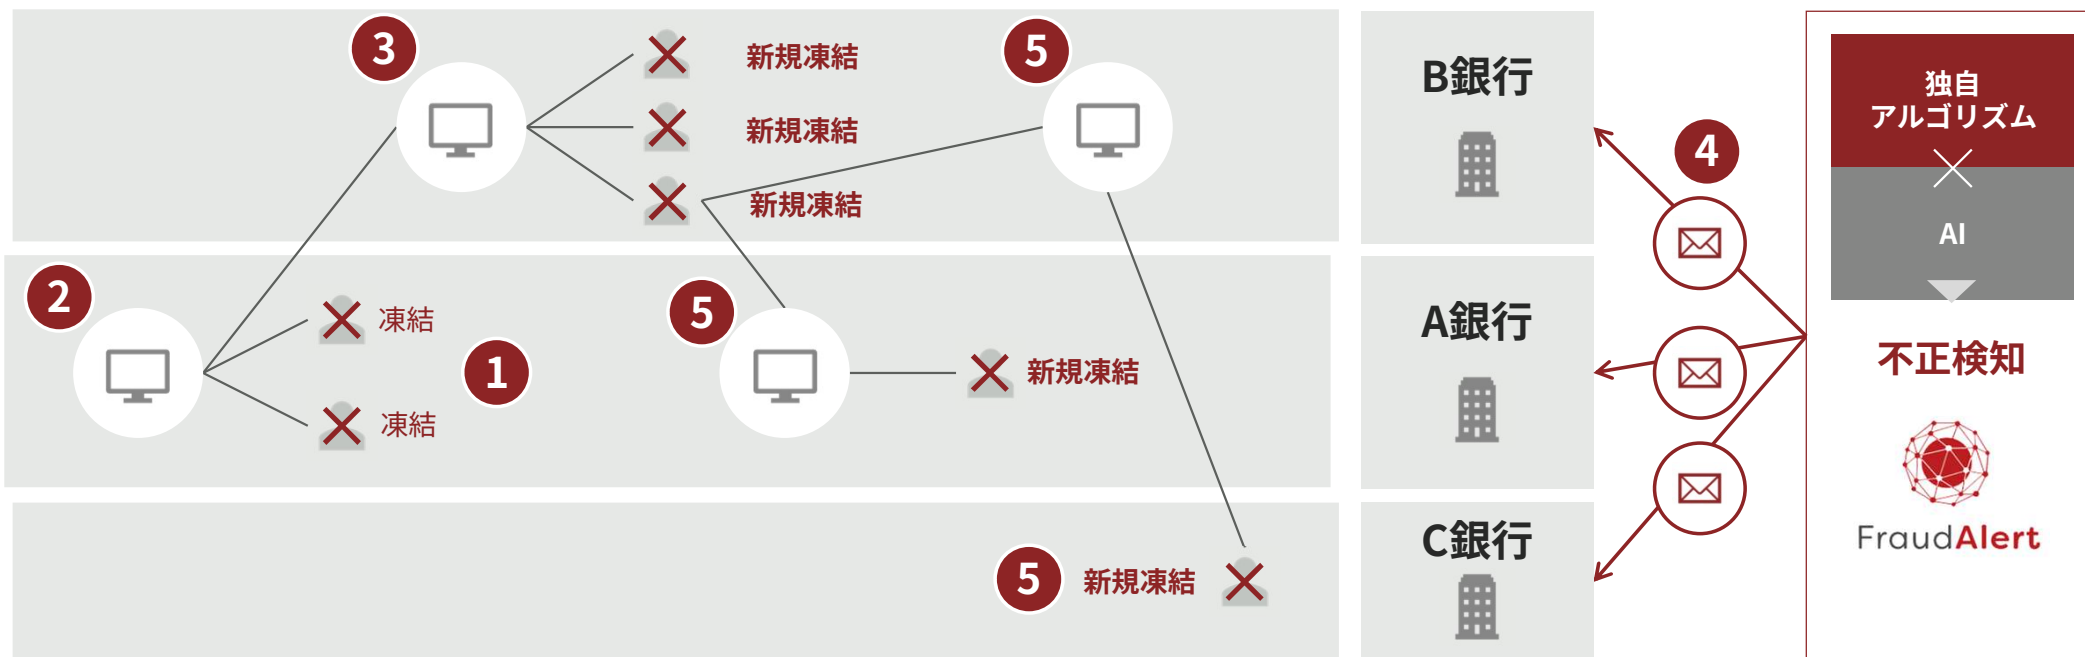 3
新規凍結
新規凍結
新規凍結
5
B銀行
4
独自
アルゴリズム
AI
不正検知
FraudAlert
2
凍結
凍結
1
5
新規凍結
A銀行
5
新規凍結
C銀行